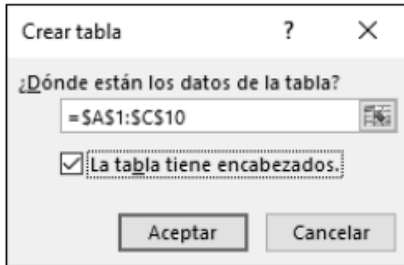 Crear tabla ? ×
¿Dónde están los datos de la tabla?
=$A$1:$C$10
La tabla tiene encabezados.
Aceptar Cancelar